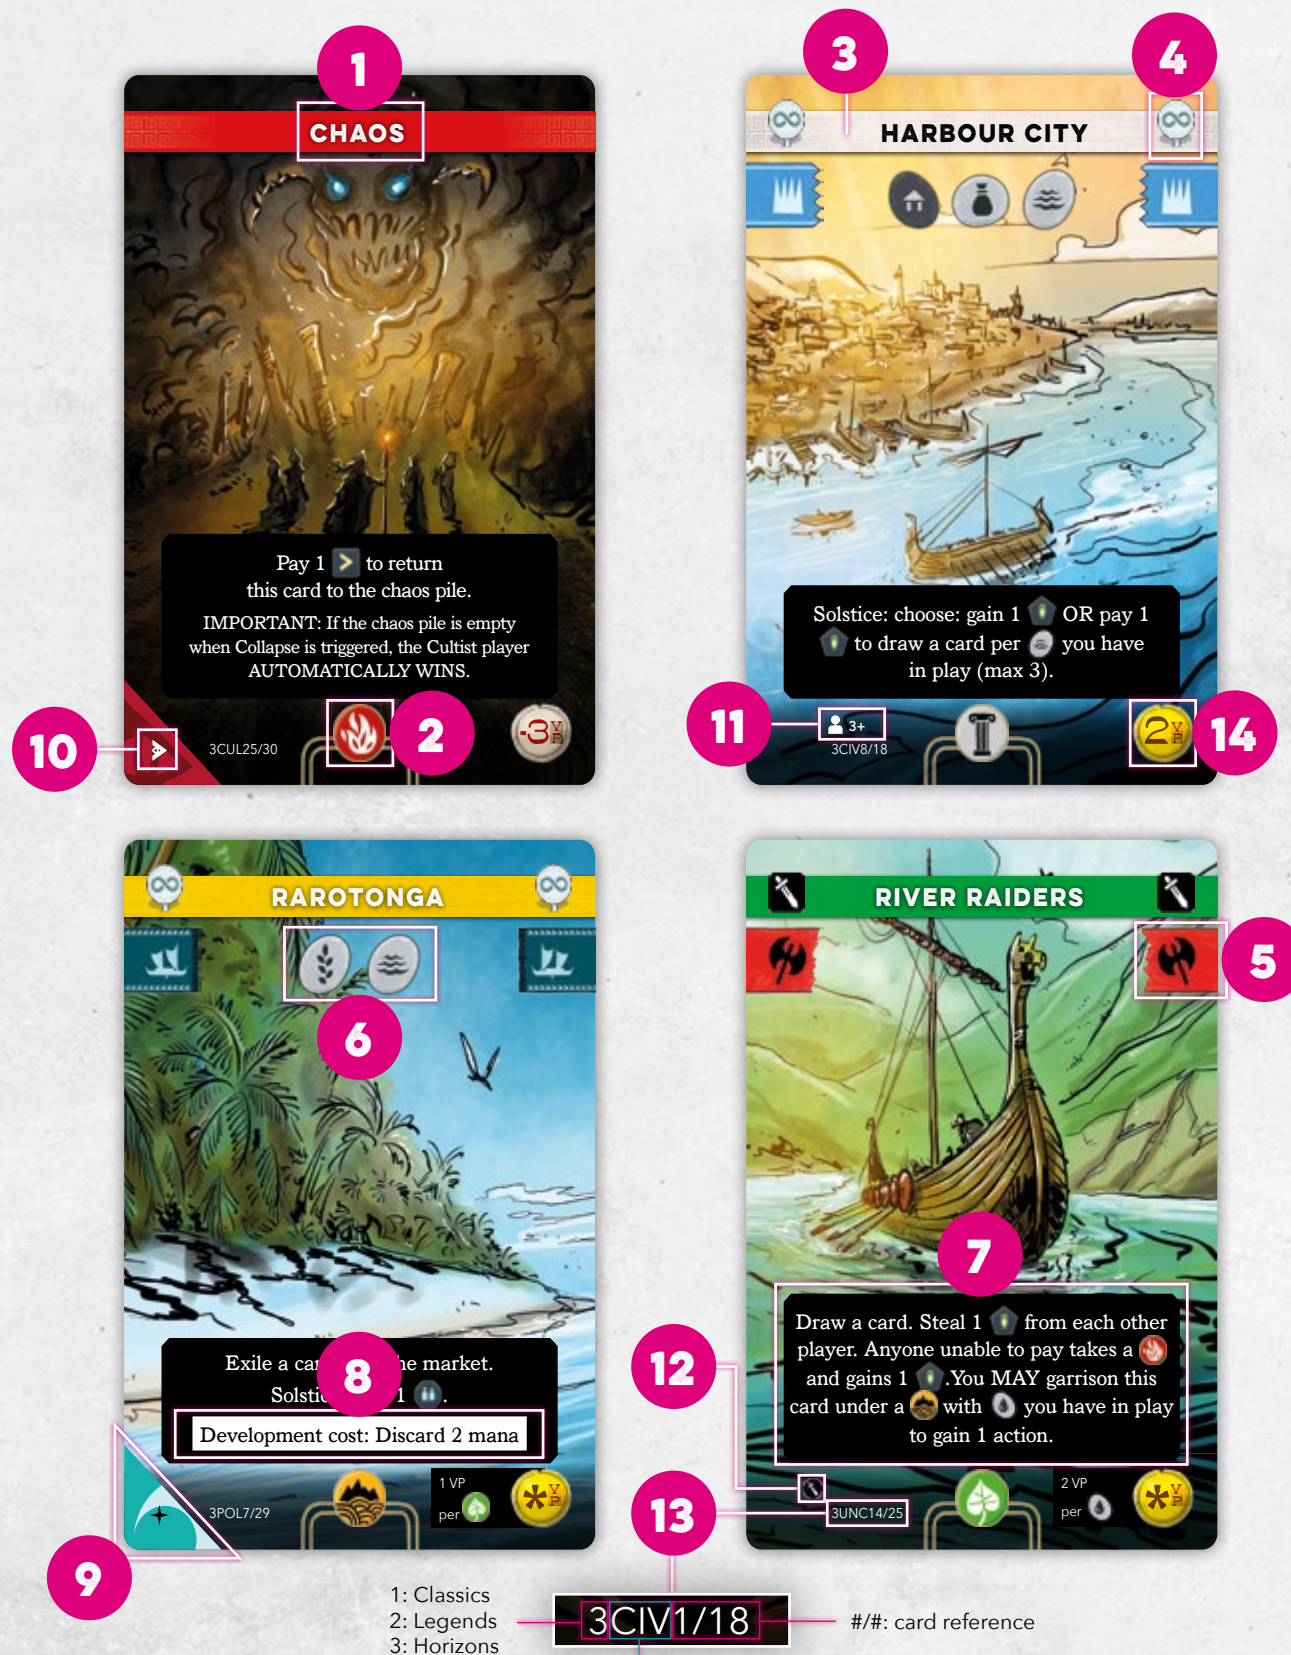 1
CHAOS
Pay 1 to return
this card to the chaos pile.
IMPORTANT: If the chaos pile is empty
when Collapse is triggered, the Cultist player
AUTOMATICALLY WINS.
10
3CUL25/30
2
-3 VP
3
4
HARBOUR CITY
Solstice: choose: gain 1 OR pay 1
to draw a card per you have
in play (max 3).
11
3+
3CIV8/18
2 VP
14
RAROTONGA
6
Exile a he market.
8
1 .
Development cost: Discard 2 mana
9
3POL7/29
1 VP
per
* VP
RIVER RAIDERS
5
7
Draw a card. Steal 1 from each other
player. Anyone unable to pay takes a
and gains 1 .You MAY garrison this
card under a with you have in play
to gain 1 action.
12
13
3UNC14/25
2 VP
per
* VP
1: Classics
2: Legends
3: Horizons
3CIV1/18
#/#: card reference